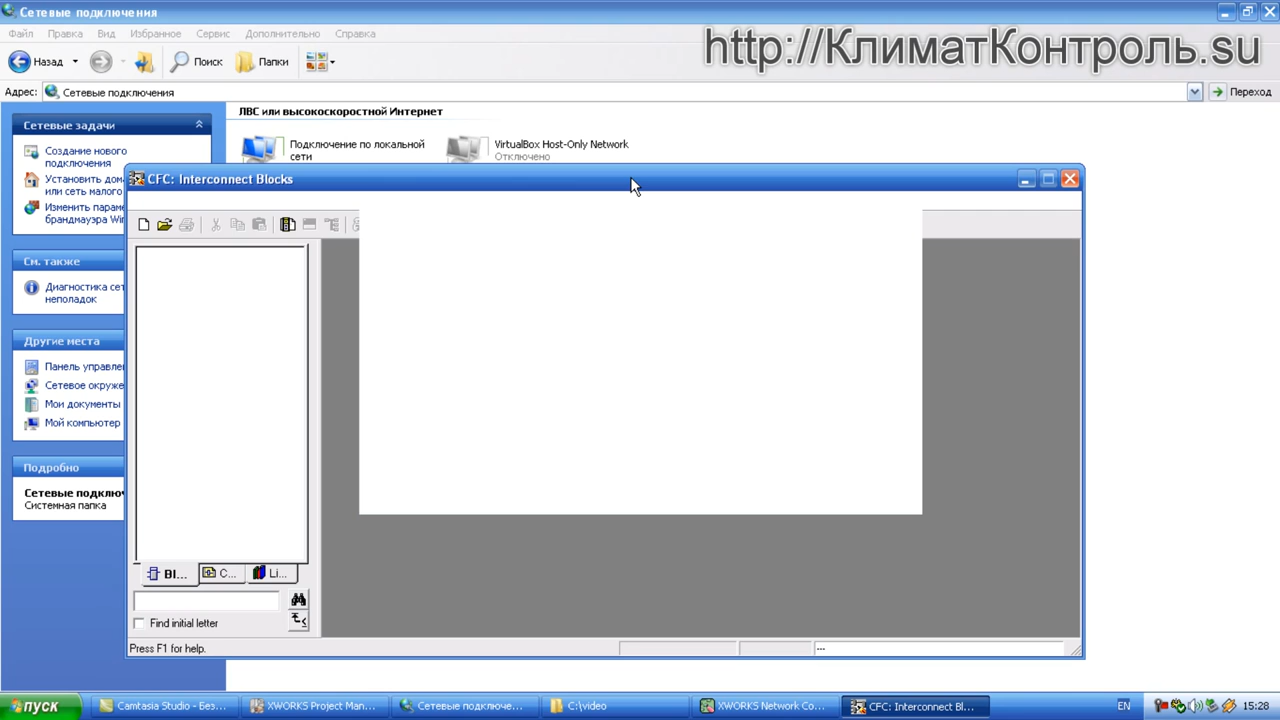 Сетевые подключения
Файл Правка Вид Избранное Сервис Дополнительно Справка
http://КлиматКонтроль.su
Назад Поиск Папки
Адрес: Сетевые подключения Переход
ЛВС или высокоскоростной Интернет
Сетевые задачи
Создание нового
подключения
Установить дом
или сеть малого
Изменить параме
брандмауэра Win
Подключение по локальной
сети
VirtualBox Host-Only Network
Отключено
См. также
Диагностика сет
неполадок
Другие места
Панель управлен
Сетевое окруже
Мои документы
Мой компьютер
Подробно
Сетевые подключ
Системная папка
CFC: Interconnect Blocks
Bl... C... Li...
Find initial letter
Press F1 for help.
---
пуск Camtasia Studio - Без... XWORKS Project Man... Сетевые подключе... C:\video XWORKS Network Co... CFC: Interconnect Bl... EN 15:28